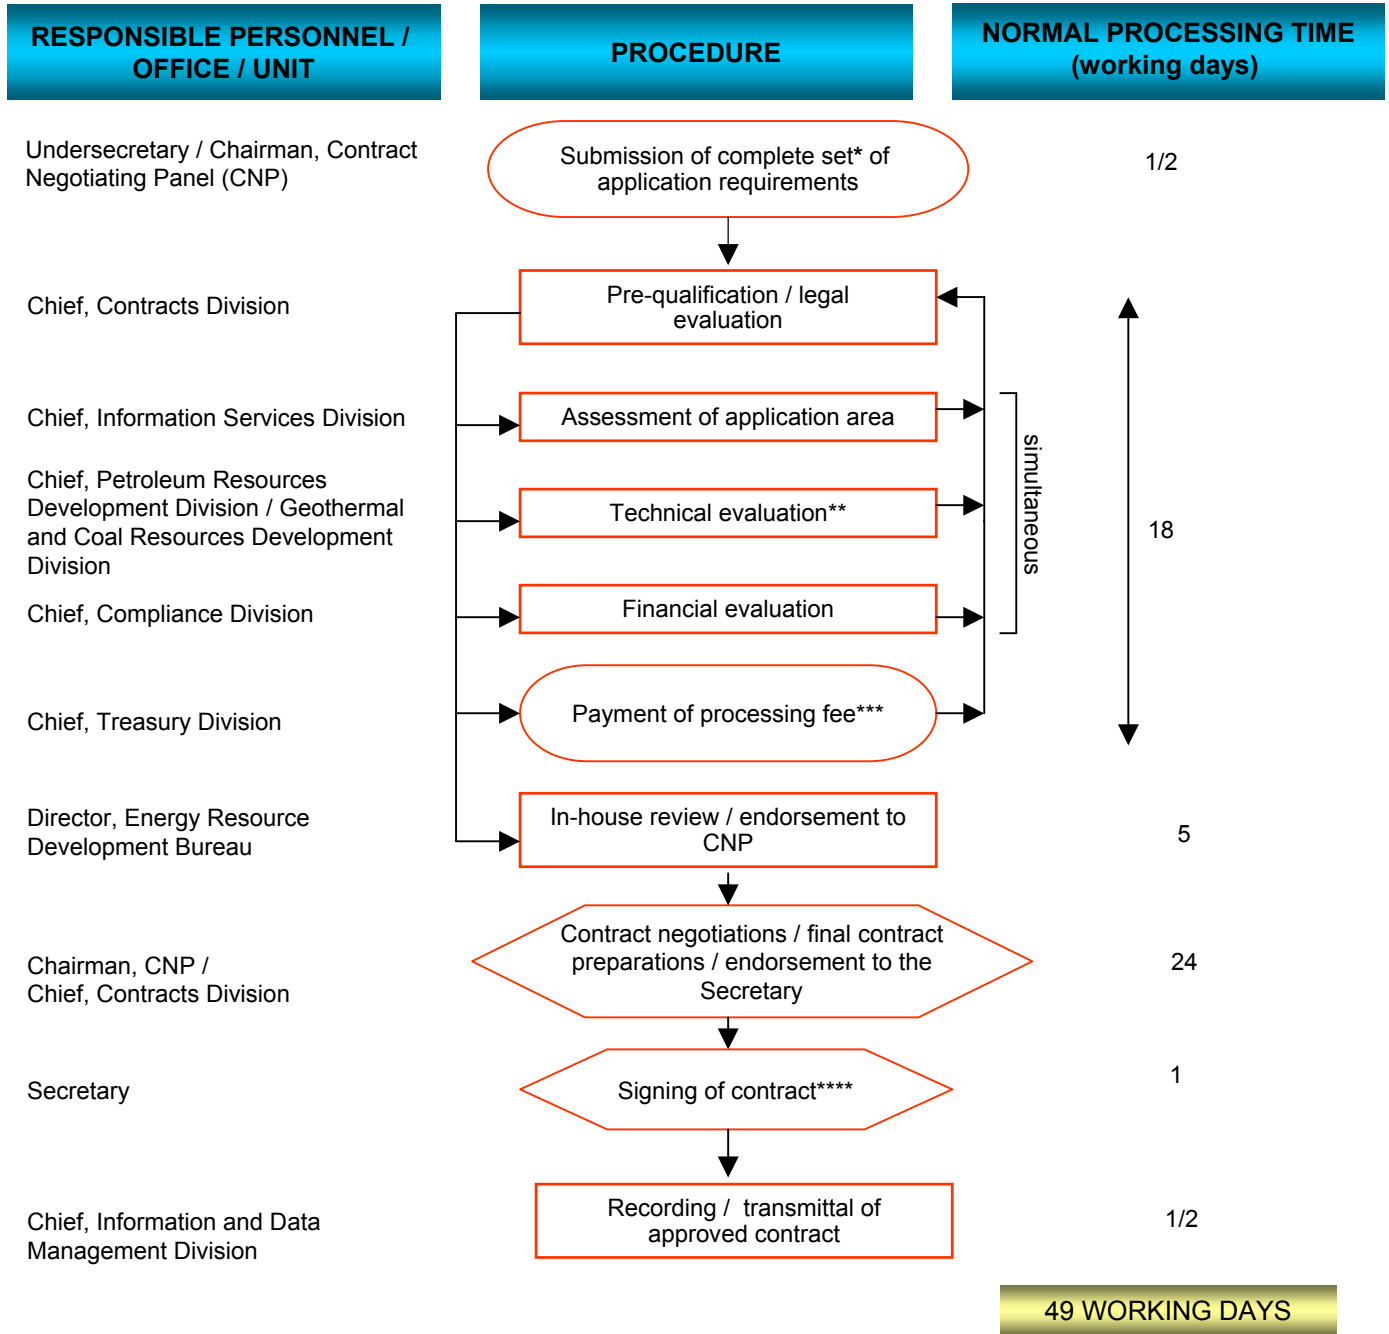 RESPONSIBLE PERSONNEL /
OFFICE / UNIT
PROCEDURE
NORMAL PROCESSING TIME
(working days)
Undersecretary / Chairman, Contract
Negotiating Panel (CNP)
Submission of complete set* of
application requirements
1/2
Chief, Contracts Division
Pre-qualification / legal
evaluation
Chief, Information Services Division
Assessment of application area
simultaneous
Chief, Petroleum Resources
Development Division / Geothermal
and Coal Resources Development
Division
Technical evaluation**
18
Chief, Compliance Division
Financial evaluation
Chief, Treasury Division
Payment of processing fee***
Director, Energy Resource
Development Bureau
In-house review / endorsement to
CNP
5
Chairman, CNP /
Chief, Contracts Division
Contract negotiations / final contract
preparations / endorsement to the
Secretary
24
Secretary
Signing of contract****
1
Chief, Information and Data
Management Division
Recording / transmittal of
approved contract
1/2
49 WORKING DAYS